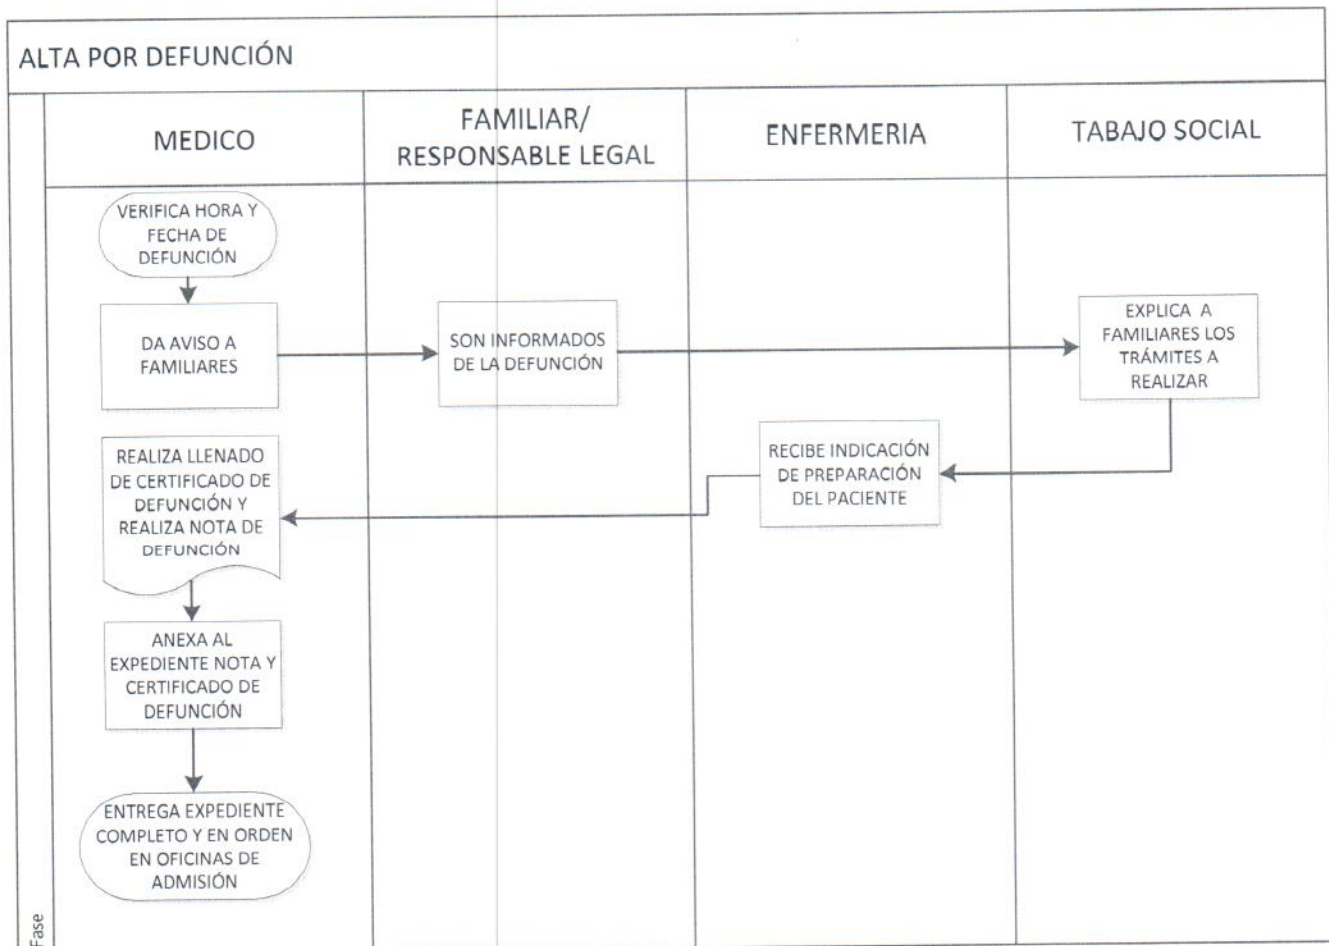 ALTA POR DEFUNCIÓN
MEDICO
FAMILIAR/
RESPONSABLE LEGAL
ENFERMERIA
TABAJO SOCIAL
VERIFICA HORA Y
FECHA DE
DEFUNCIÓN
DA AVISO A
FAMILIARES
SON INFORMADOS
DE LA DEFUNCIÓN
EXPLICA A
FAMILIARES LOS
TRÁMITES A
REALIZAR
RECIBE INDICACIÓN
DE PREPARACIÓN
DEL PACIENTE
REALIZA LLENADO
DE CERTIFICADO DE
DEFUNCIÓN Y
REALIZA NOTA DE
DEFUNCIÓN
ANEXA AL
EXPEDIENTE NOTA Y
CERTIFICADO DE
DEFUNCIÓN
ENTREGA EXPEDIENTE
COMPLETO Y EN ORDEN
EN OFICINAS DE
ADMISIÓN
Fase